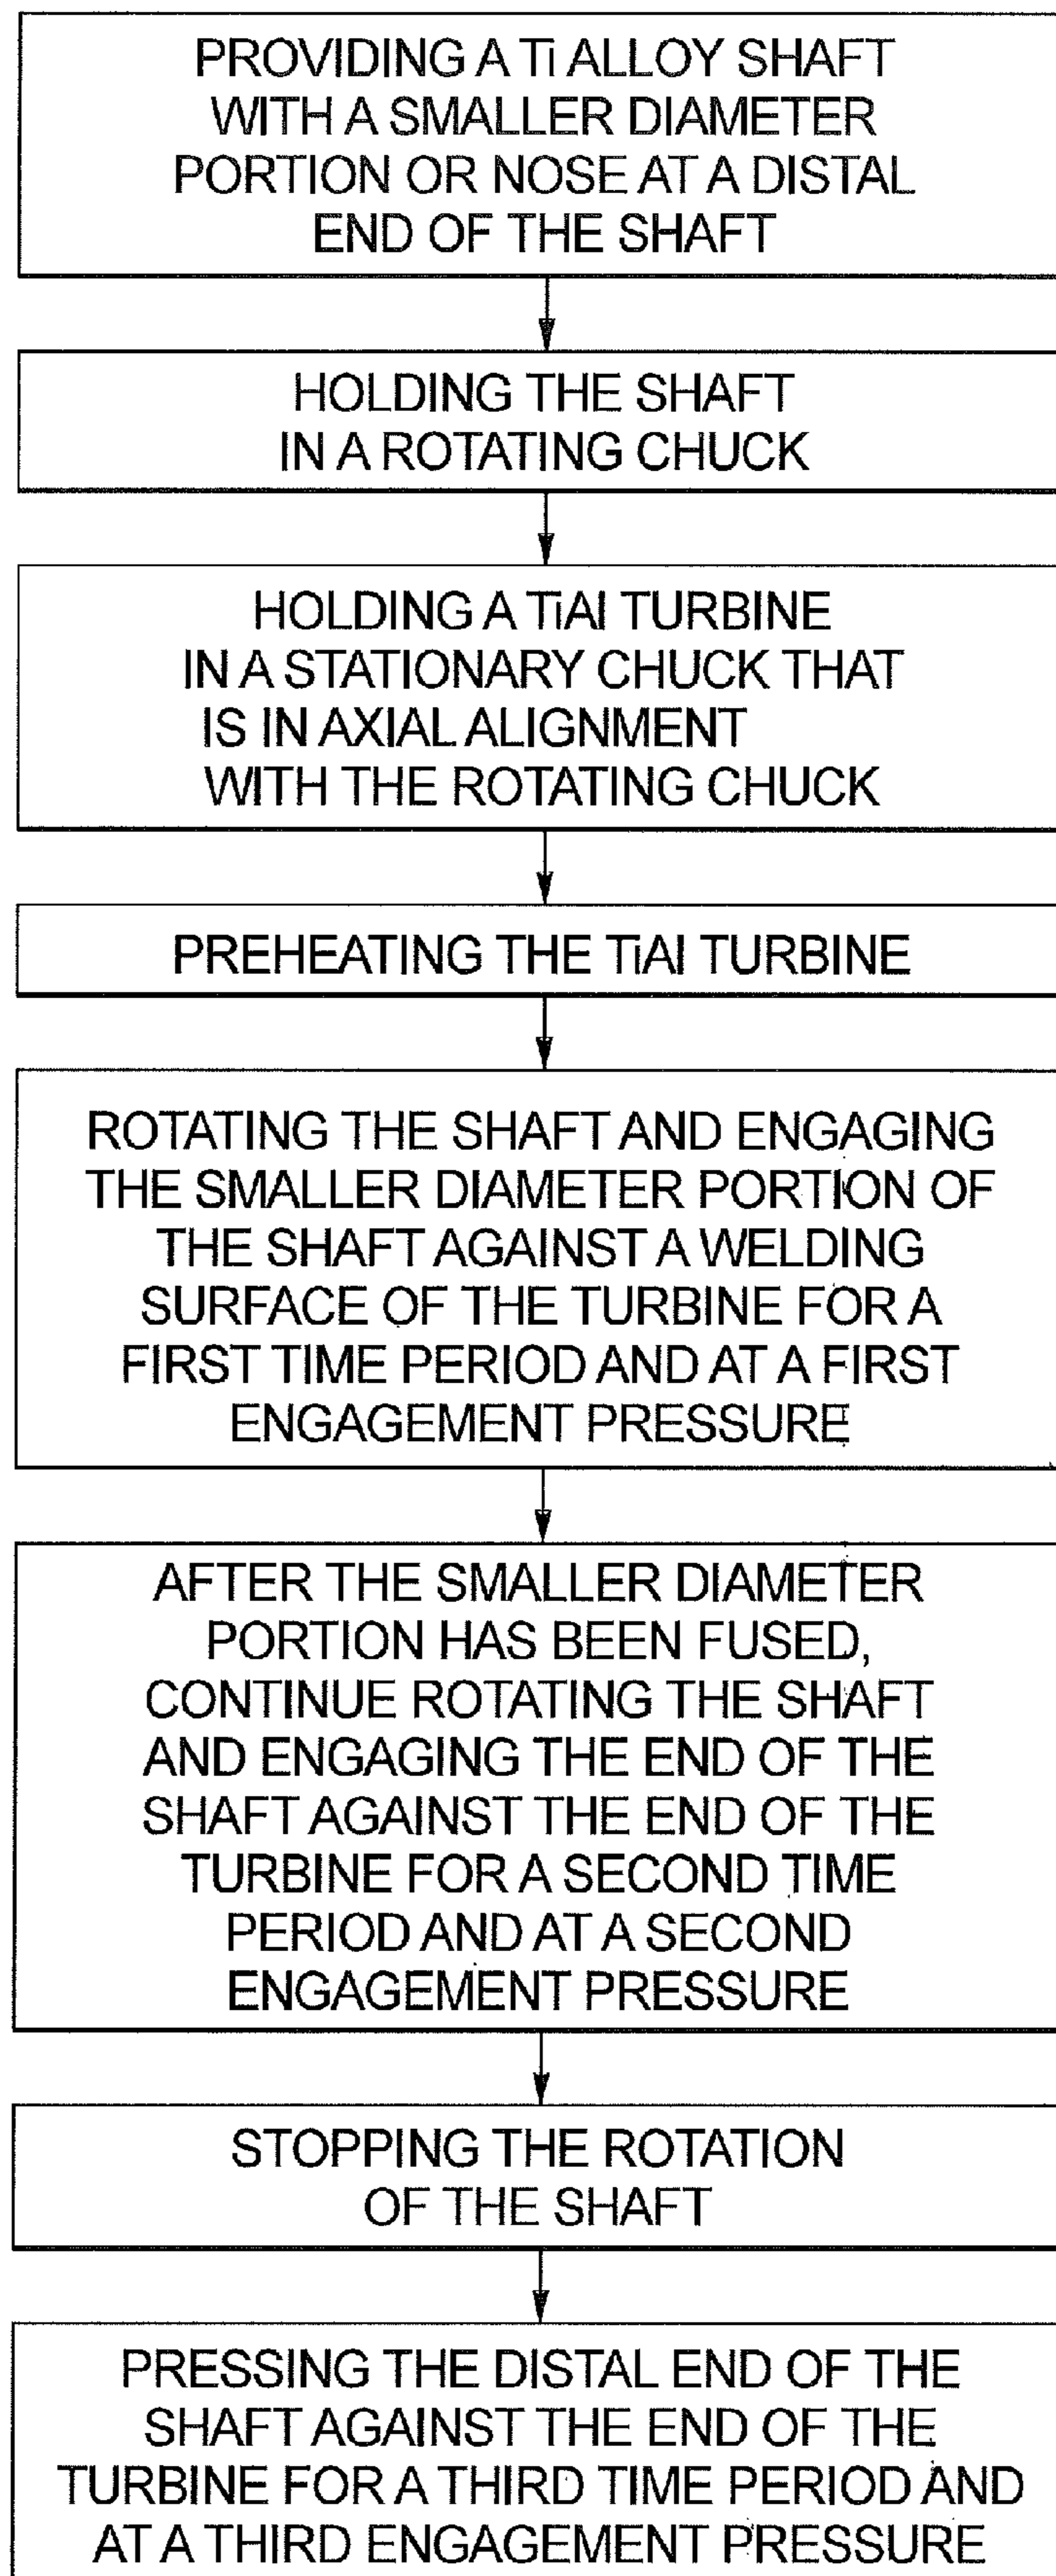 PROVIDING A Ti ALLOY SHAFT
WITH A SMALLER DIAMETER
PORTION OR NOSE AT A DISTAL
END OF THE SHAFT
HOLDING THE SHAFT
IN A ROTATING CHUCK
HOLDING A TiAl TURBINE
IN A STATIONARY CHUCK THAT
IS IN AXIAL ALIGNMENT
WITH THE ROTATING CHUCK
PREHEATING THE TiAl TURBINE
ROTATING THE SHAFT AND ENGAGING
THE SMALLER DIAMETER PORTION OF
THE SHAFT AGAINST A WELDING
SURFACE OF THE TURBINE FOR A
FIRST TIME PERIOD AND AT A FIRST
ENGAGEMENT PRESSURE
AFTER THE SMALLER DIAMETER
PORTION HAS BEEN FUSED,
CONTINUE ROTATING THE SHAFT
AND ENGAGING THE END OF THE
SHAFT AGAINST THE END OF THE
TURBINE FOR A SECOND TIME
PERIOD AND AT A SECOND
ENGAGEMENT PRESSURE
STOPPING THE ROTATION
OF THE SHAFT
PRESSING THE DISTAL END OF THE
SHAFT AGAINST THE END OF THE
TURBINE FOR A THIRD TIME PERIOD AND
AT A THIRD ENGAGEMENT PRESSURE